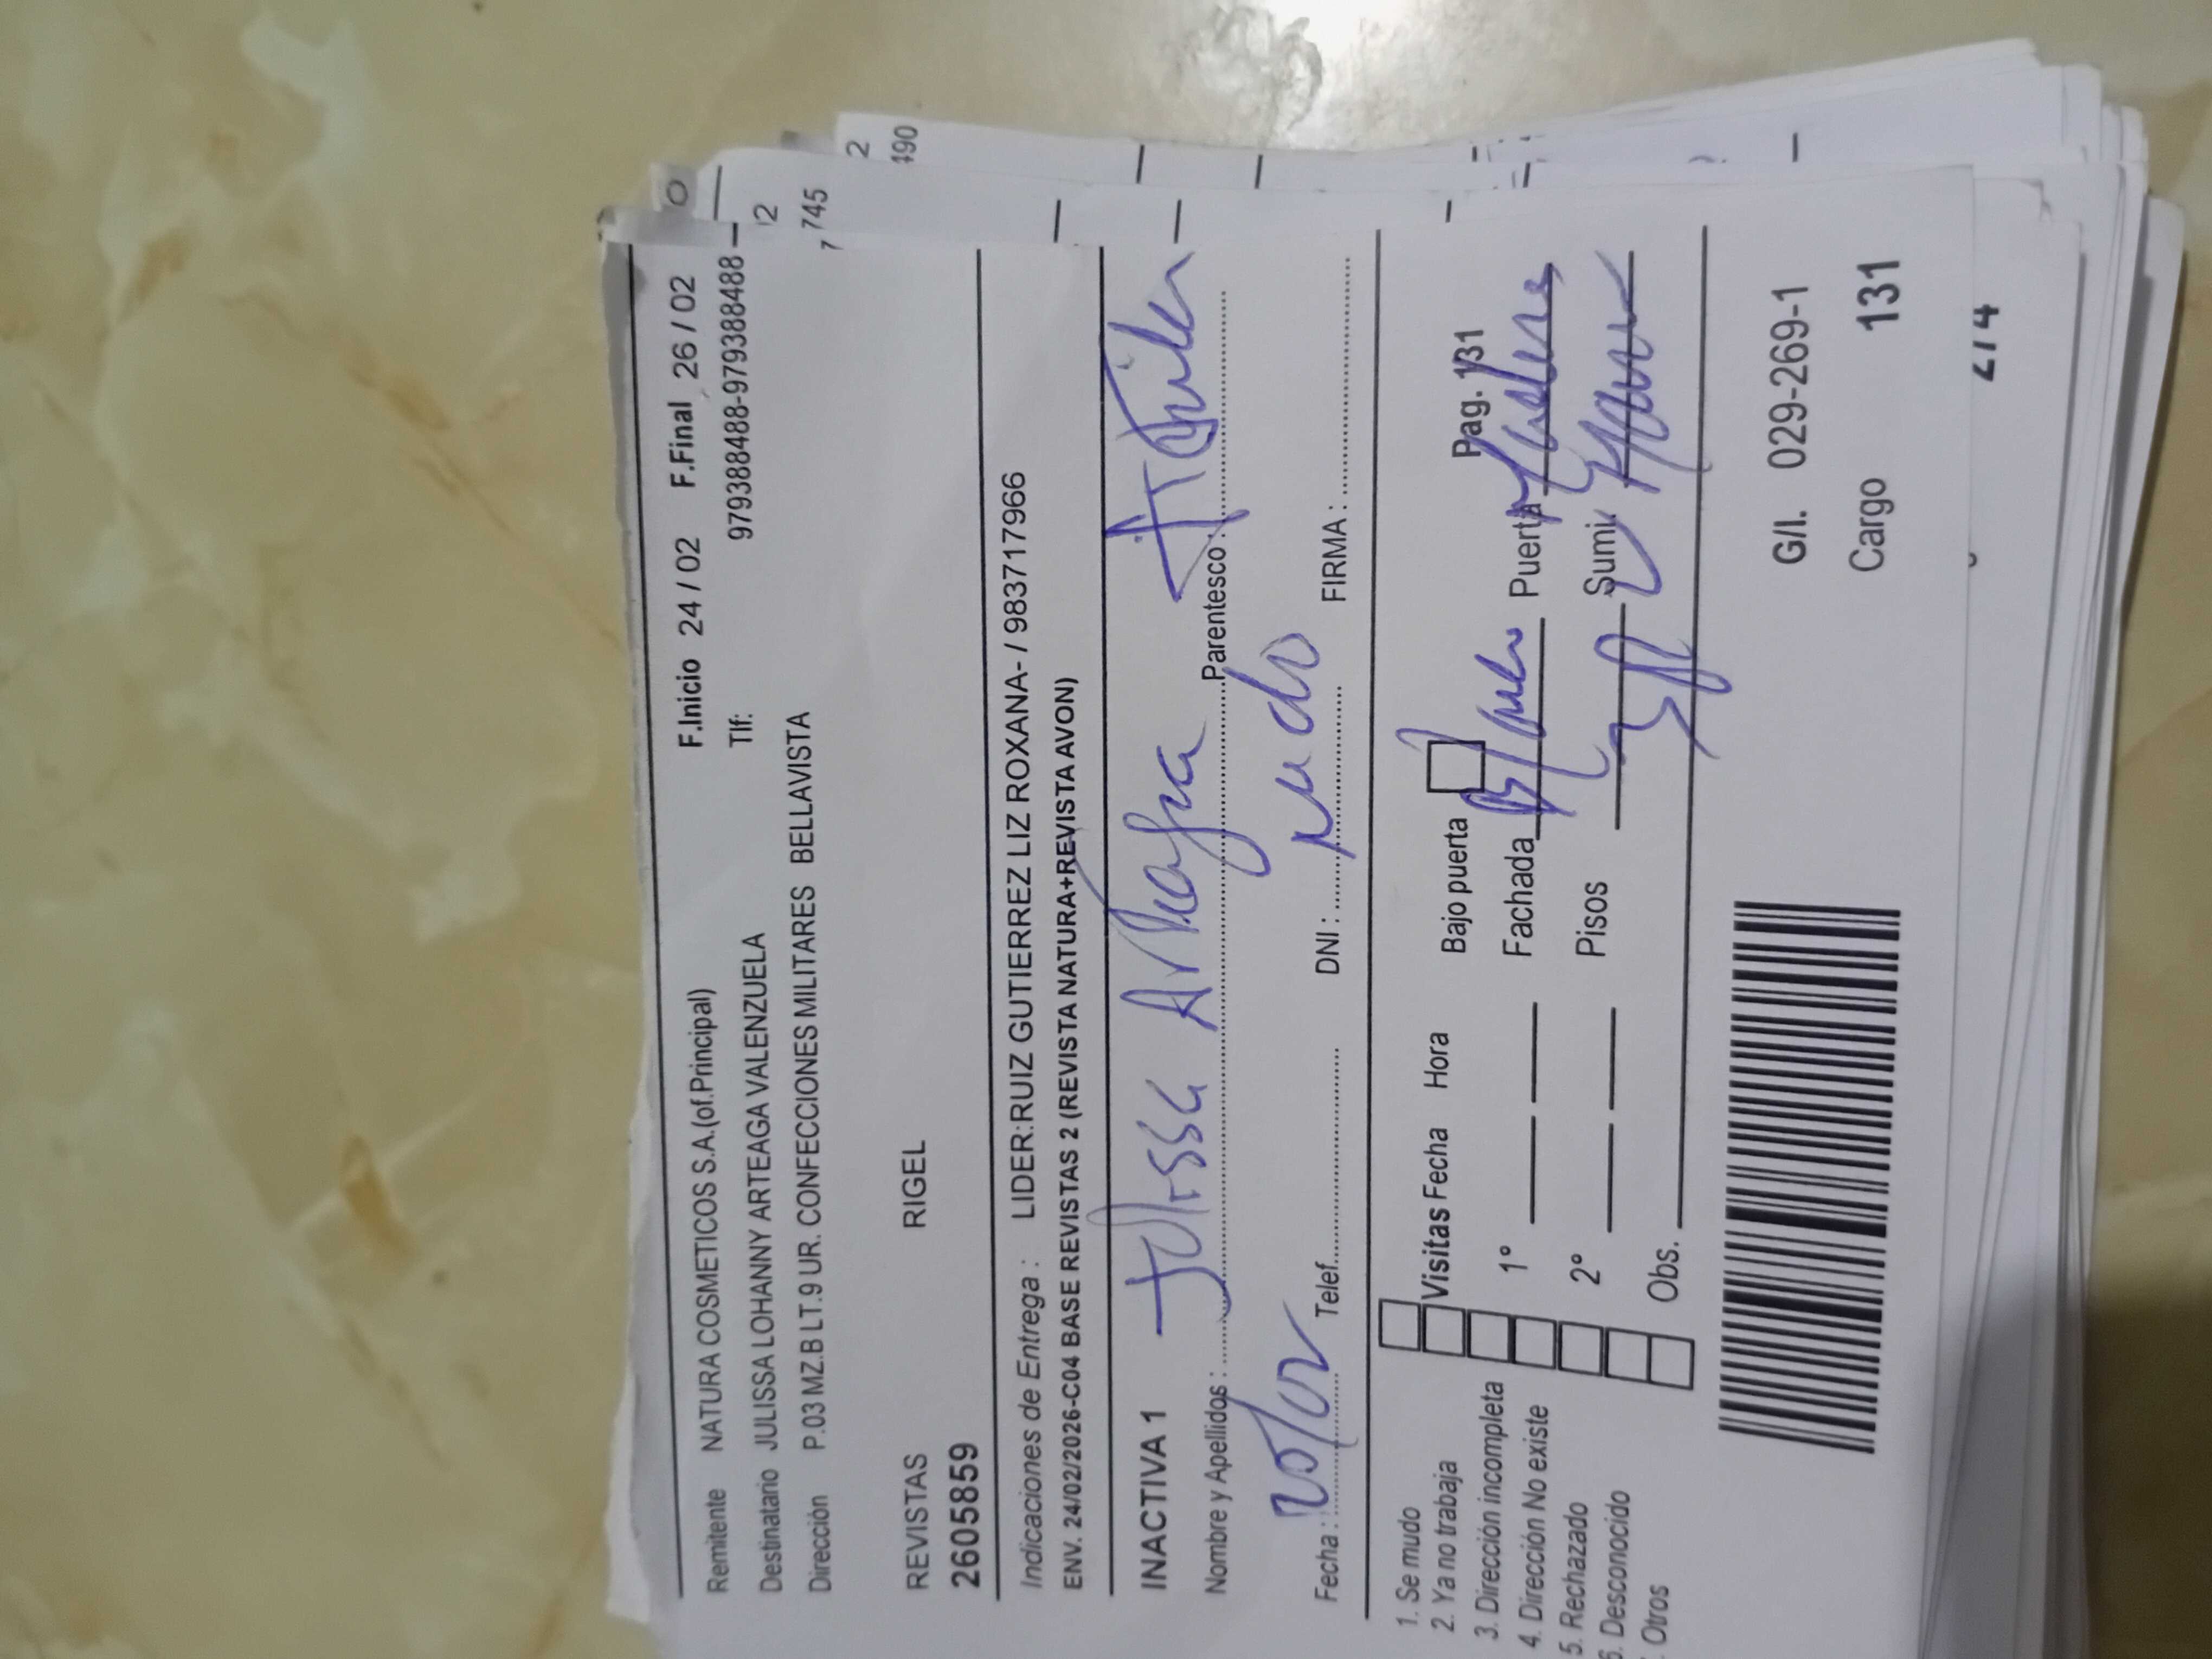 F.Inicio 24 / 02 F.Final 26 / 02
Remitente NATURA COSMETICOS S.A.(of.Principal) Tlf: 979388488-979388488
Destinatario JULISSA LOHANNY ARTEAGA VALENZUELA
Dirección P.03 MZ.B LT.9 UR. CONFECCIONES MILITARES BELLAVISTA
REVISTAS RIGEL
2605859
Indicaciones de Entrega : LIDER:RUIZ GUTIERREZ LIZ ROXANA- / 983717966
ENV. 24/02/2026-C04 BASE REVISTAS 2 (REVISTA NATURA+REVISTA AVON)
INACTIVA 1
Nombre y Apellidos : Julissa Arteaga Parentesco :
Fecha : Telef. DNI : FIRMA :
1. Se mudo
2. Ya no trabaja
3. Dirección incompleta
4. Dirección No existe
5. Rechazado
6. Desconocido
Otros
Visitas Fecha Hora Bajo puerta Pag. 131
1° Fachada Puerta
2° Pisos Sumi.
Obs.
G/I. 029-269-1
Cargo 131
2
745
2
490
274